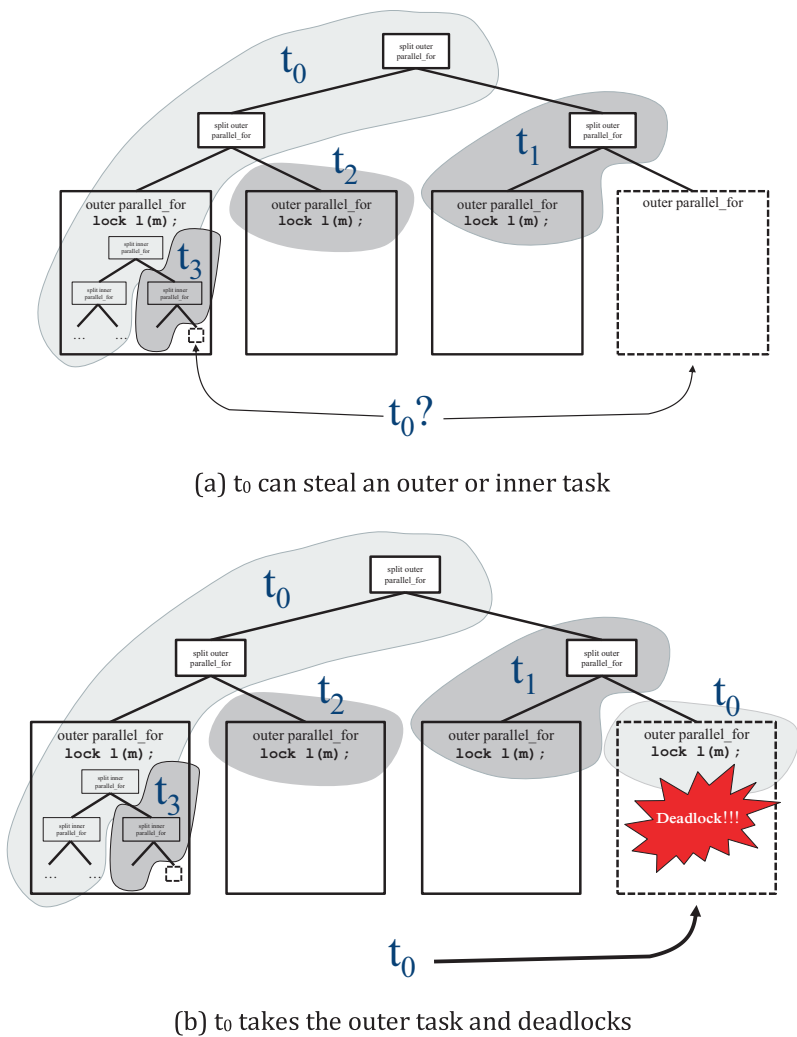 split outer
parallel_for
t0
split outer
parallel_for
split outer
parallel_for
t1
t2
outer parallel_for
lock l(m);
outer parallel_for
lock l(m);
outer parallel_for
lock l(m);
outer parallel_for
split inner
parallel_for
t3
split inner
parallel_for
split inner
parallel_for
... ...
t0?
(a) t0 can steal an outer or inner task
split outer
parallel_for
t0
split outer
parallel_for
split outer
parallel_for
t1
t2
t0
outer parallel_for
lock l(m);
outer parallel_for
lock l(m);
outer parallel_for
lock l(m);
outer parallel_for
lock l(m);
split inner
parallel_for
t3
split inner
parallel_for
split inner
parallel_for
Deadlock!!!
... ...
t0
(b) t0 takes the outer task and deadlocks